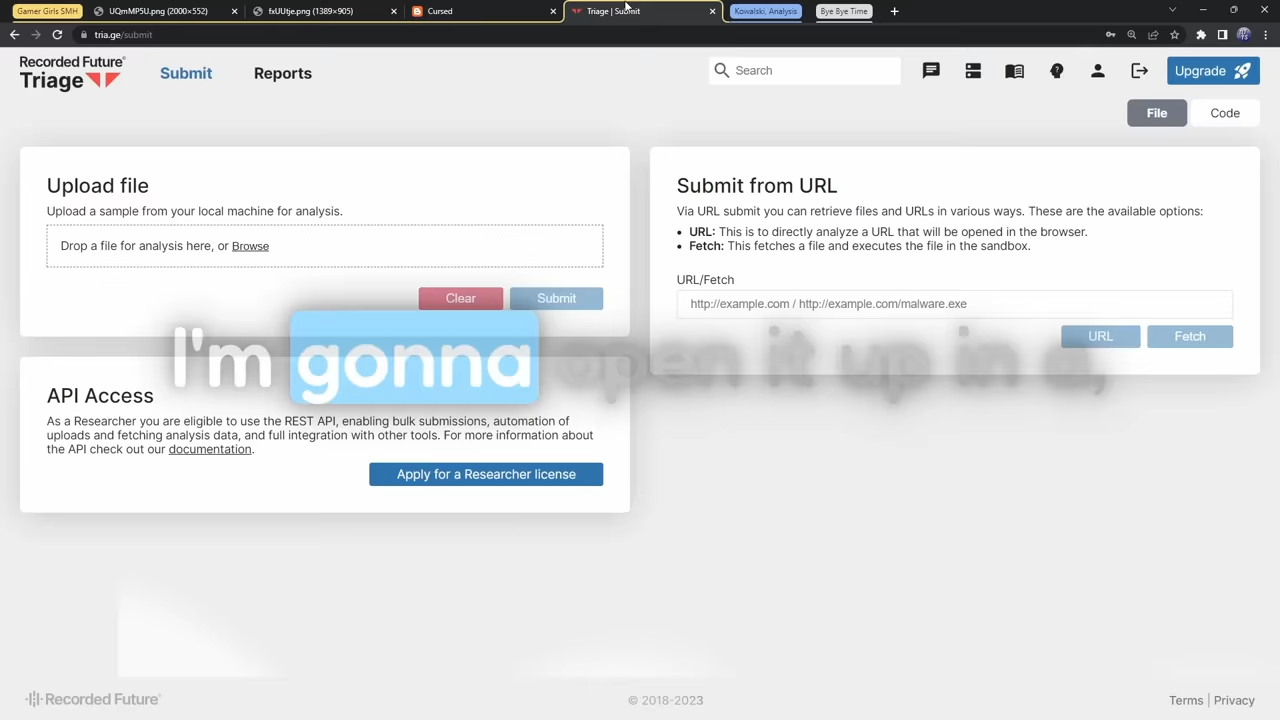 Gamer Girls SMH
UQmMP5U.png (2000×552)
fxUUtje.png (1389×905)
Cursed
Triage | Submit
Kowalski, Analysis
Bye Bye Time
tria.ge/submit
Recorded Future®
Triage
Submit
Reports
Search
Upgrade
File
Code
Upload file
Upload a sample from your local machine for analysis.
Drop a file for analysis here, or Browse
Clear
Submit
Submit from URL
Via URL submit you can retrieve files and URLs in various ways. These are the available options:
• URL: This is to directly analyze a URL that will be opened in the browser.
• Fetch: This fetches a file and executes the file in the sandbox.
URL/Fetch
http://example.com / http://example.com/malware.exe
URL
Fetch
I'm gonna open it up in a,
API Access
As a Researcher you are eligible to use the REST API, enabling bulk submissions, automation of
uploads and fetching analysis data, and full integration with other tools. For more information about
the API check out our documentation.
Apply for a Researcher license
Recorded Future®
© 2018-2023
Terms | Privacy